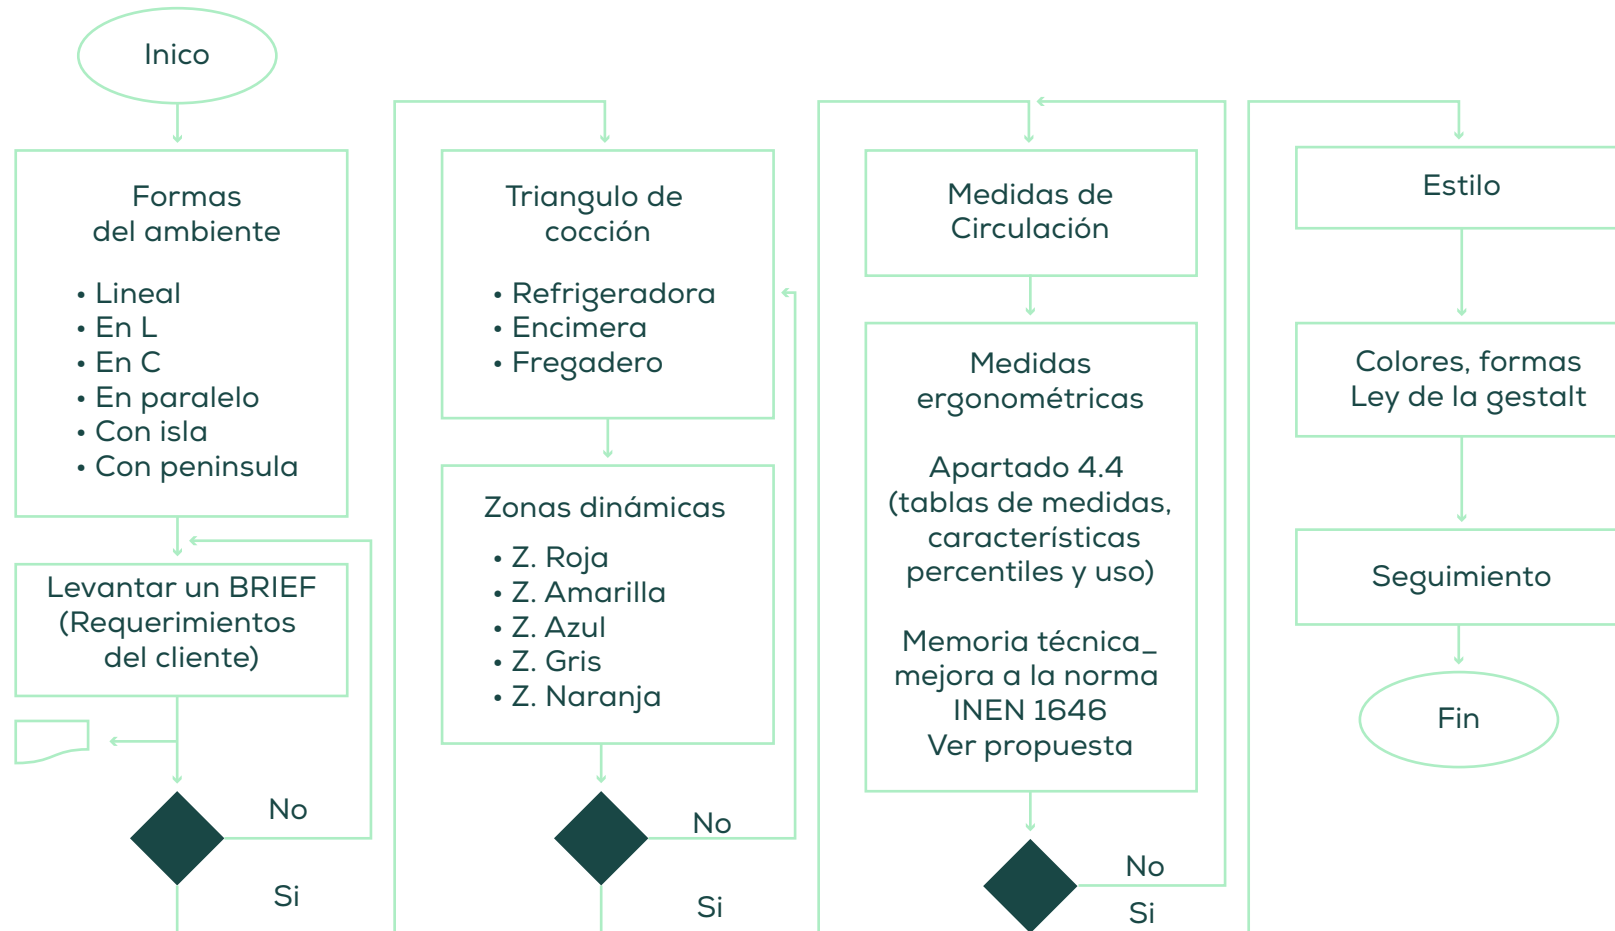 Inico
Formas
del ambiente
• Lineal
• En L
• En C
• En paralelo
• Con isla
• Con peninsula
Levantar un BRIEF
(Requerimientos
del cliente)
No
Si
Triangulo de
cocción
• Refrigeradora
• Encimera
• Fregadero
Zonas dinámicas
• Z. Roja
• Z. Amarilla
• Z. Azul
• Z. Gris
• Z. Naranja
No
Si
Medidas de
Circulación
Medidas
ergonométricas
Apartado 4.4
(tablas de medidas,
características
percentiles y uso)
Memoria técnica_
mejora a la norma
INEN 1646
Ver propuesta
No
Si
Estilo
Colores, formas
Ley de la gestalt
Seguimiento
Fin